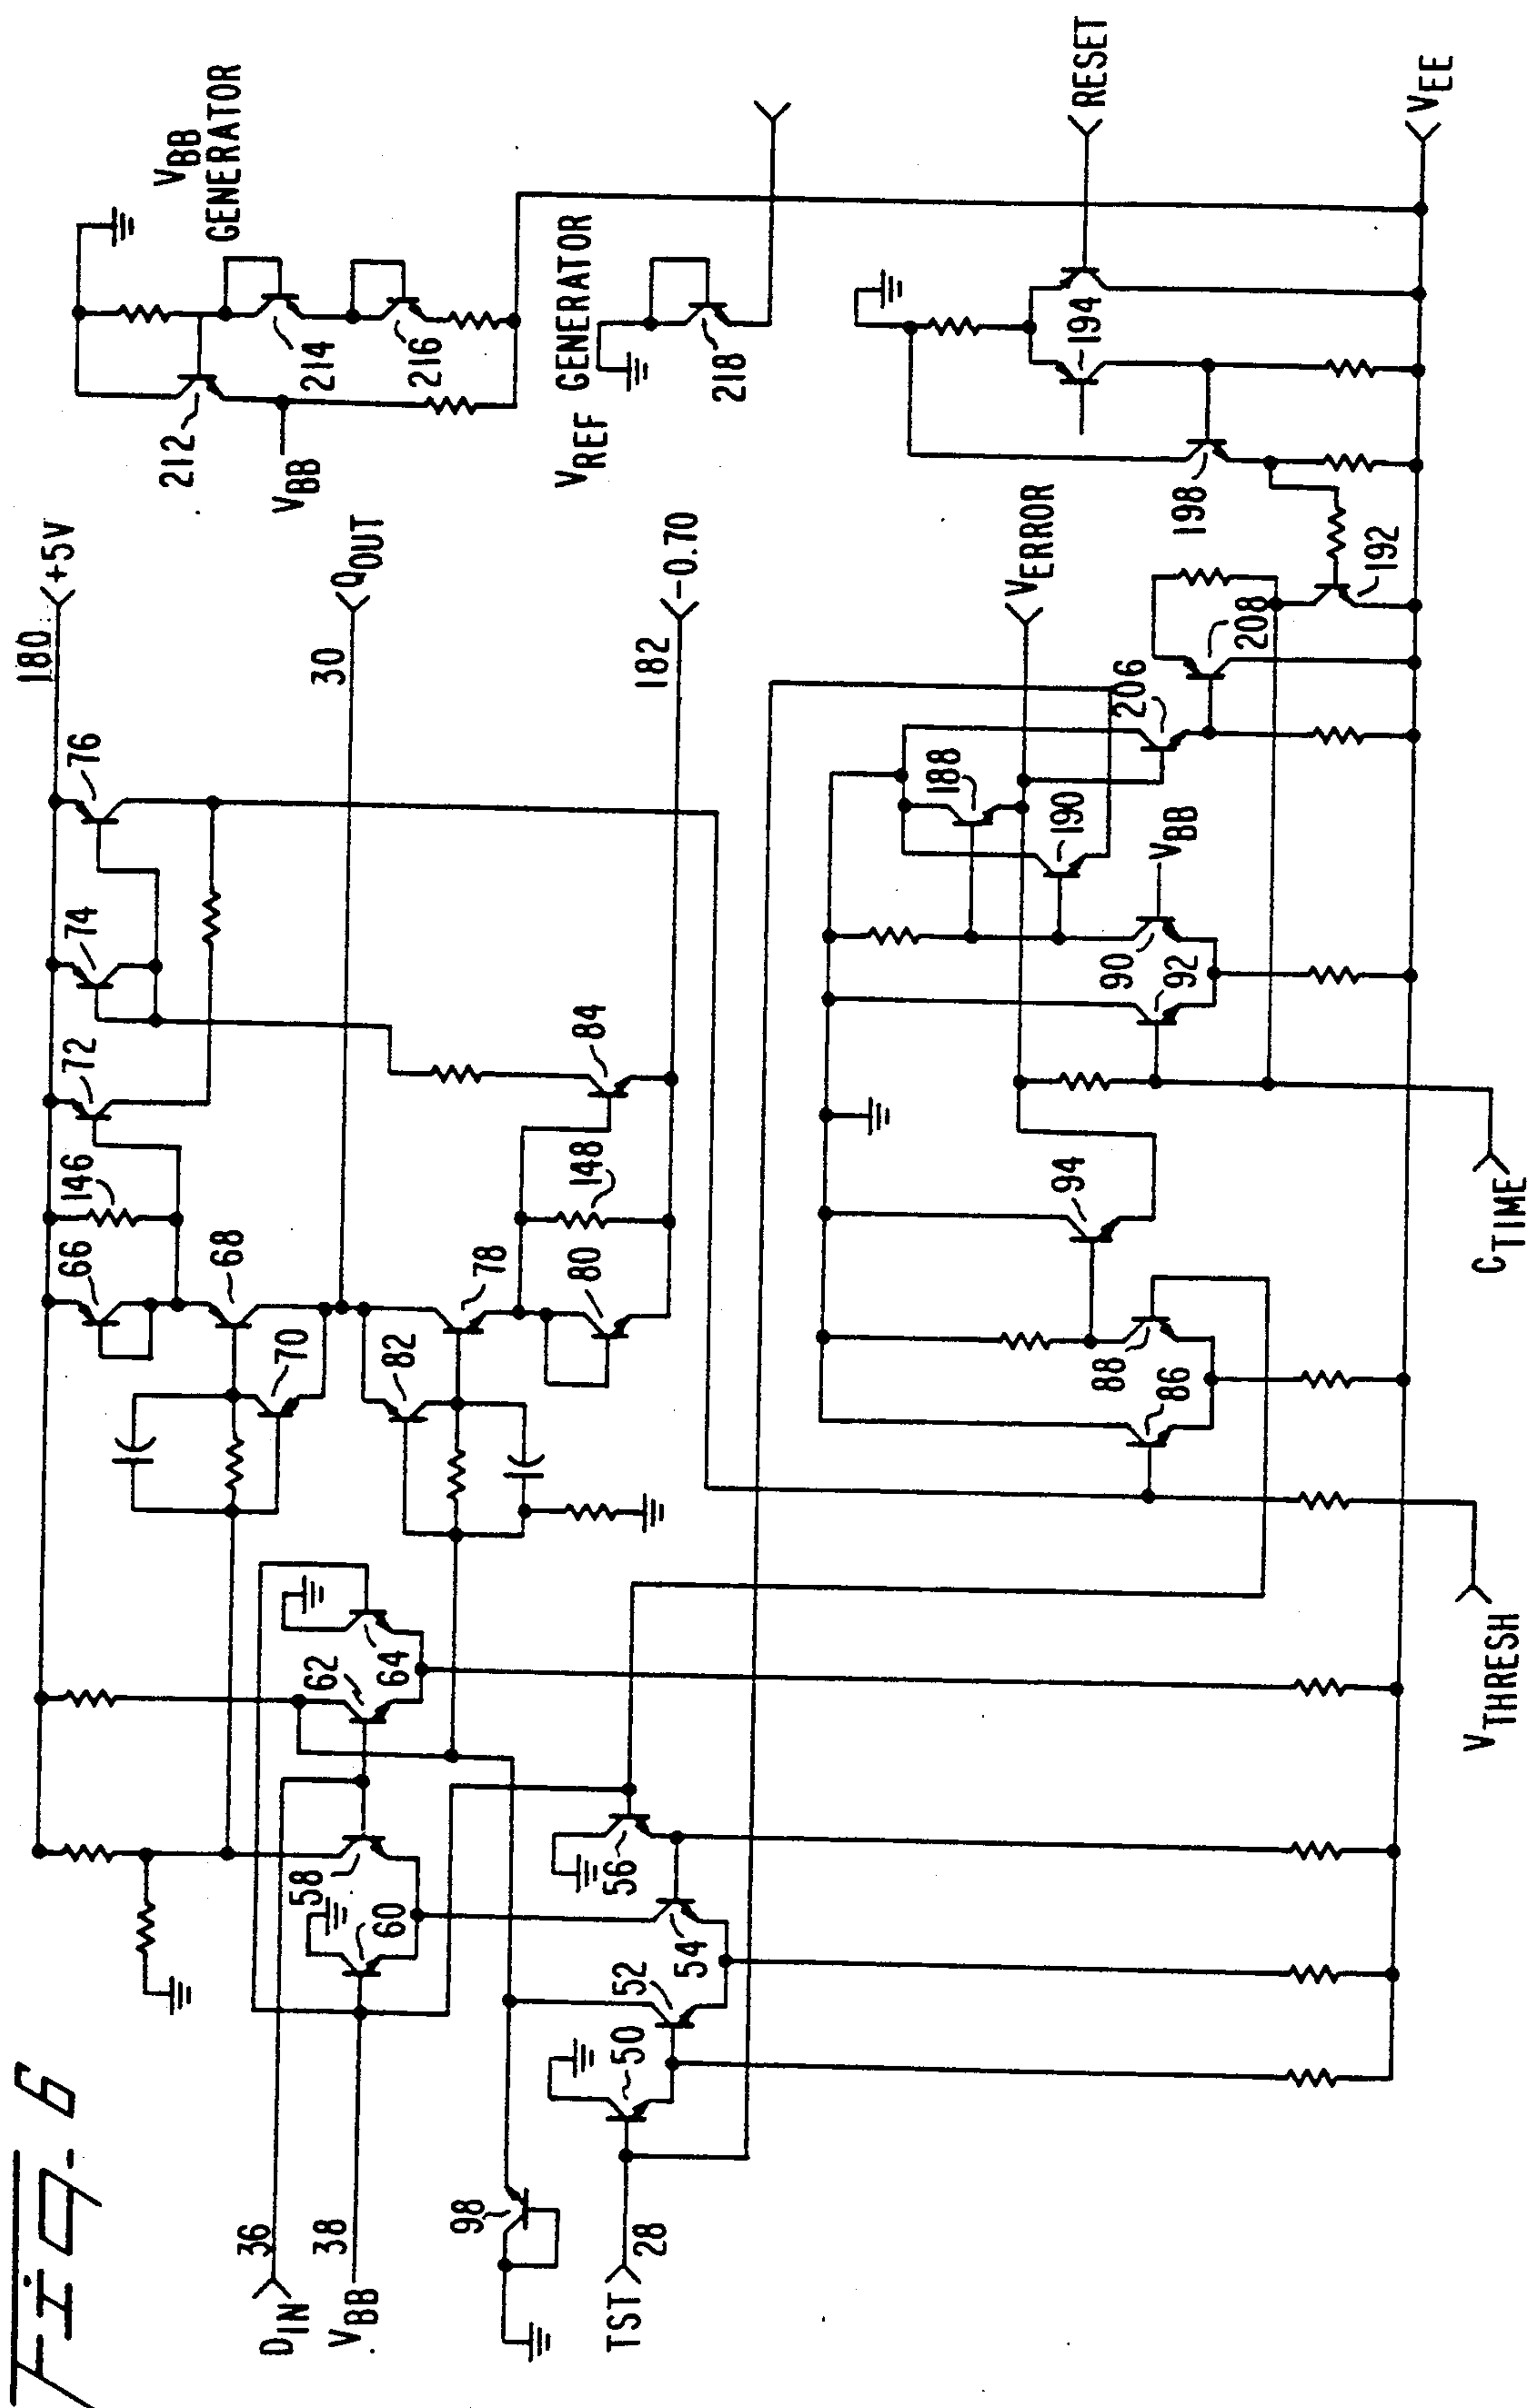 FIG. 6
180
+5V
76
74
72
146
66
68
70
30
QOUT
78
82
148
80
84
182
-0.70
VBB
GENERATOR
212
214
216
VBB
VREF GENERATOR
218
36
DIN
38
VBB
62
64
58
60
98
56
54
52
50
TST
28
VERROR
188
190
206
208
192
198
194
RESET
VBB
90
92
94
88
86
VEE
CTIME
VTHRESH